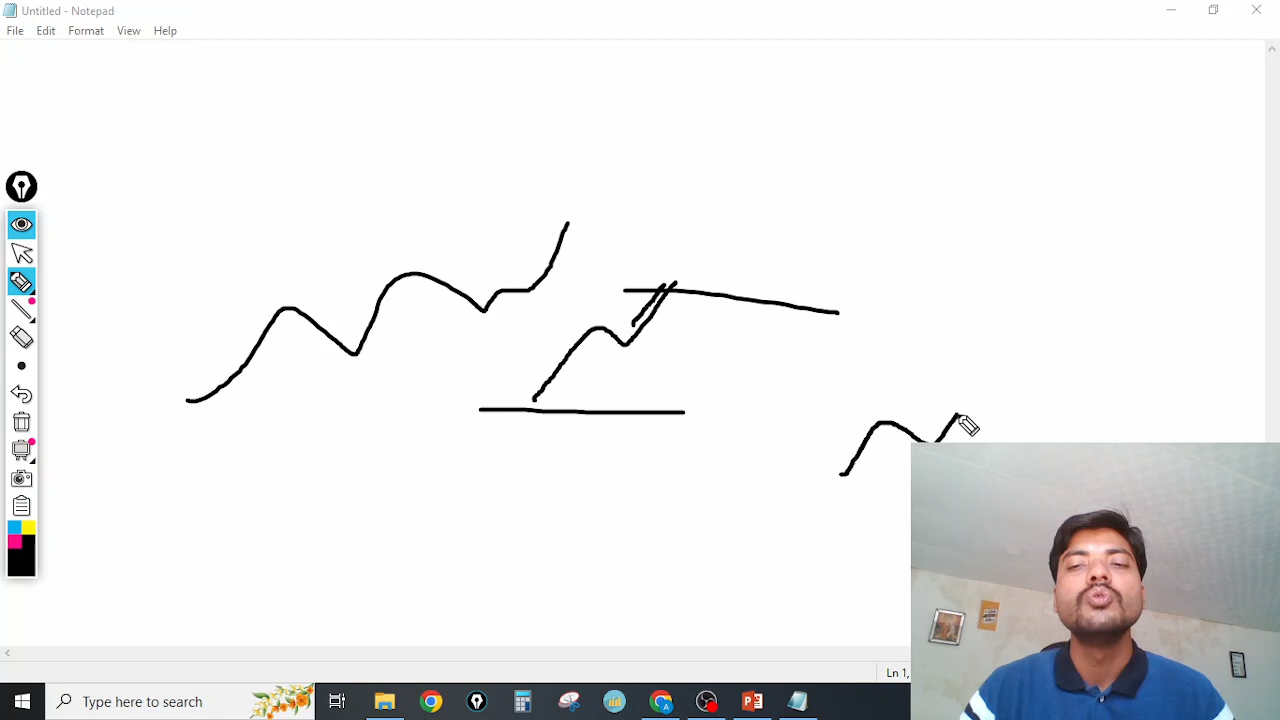 Untitled - Notepad
File Edit Format View Help
Ln 1,
Type here to search